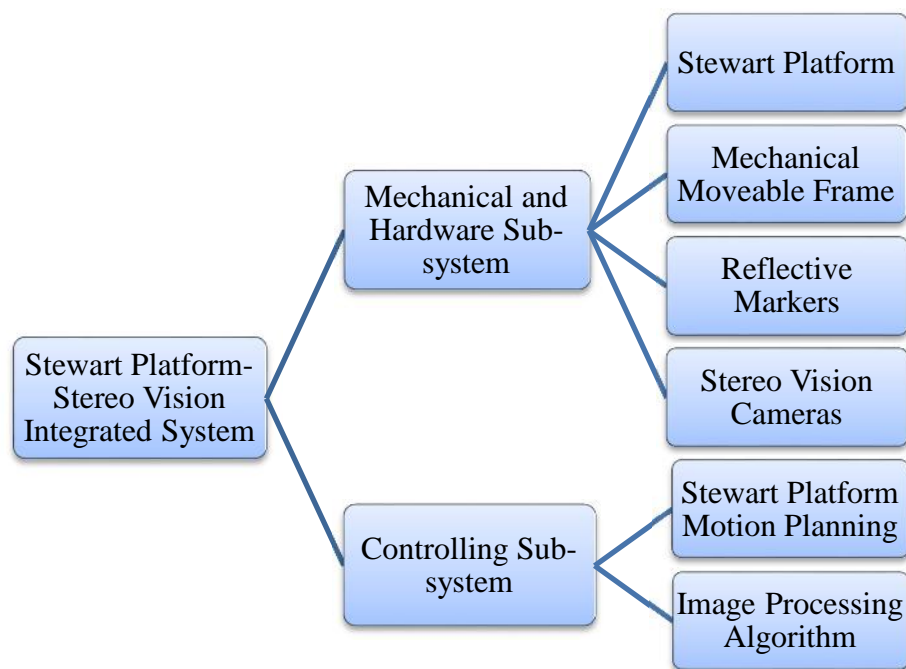 Stewart Platform-
Stereo Vision
Integrated System
Mechanical and
Hardware Sub-
system
Stewart Platform
Mechanical
Moveable Frame
Reflective
Markers
Stereo Vision
Cameras
Controlling Sub-
system
Stewart Platform
Motion Planning
Image Processing
Algorithm